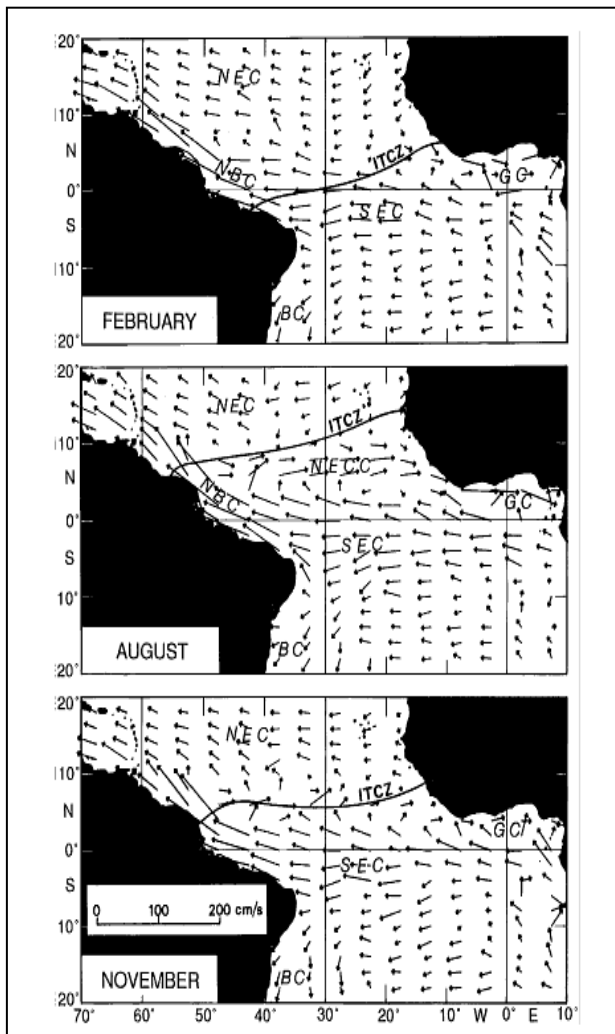 20°
NEC
10°
N
NBC
ITCZ
GC
0°
SEC
S
10°
BC
FEBRUARY
20°
20°
NEC
ITCZ
10°
NECC
N
NBC
GC
0°
SEC
S
10°
BC
AUGUST
20°
20°
NEC
10°
ITCZ
N
GC
0°
SEC
S
0 100 200 cm/s
10°
BC
NOVEMBER
20°
70° 60° 50° 40° 30° 20° 10° W 0° E 10°